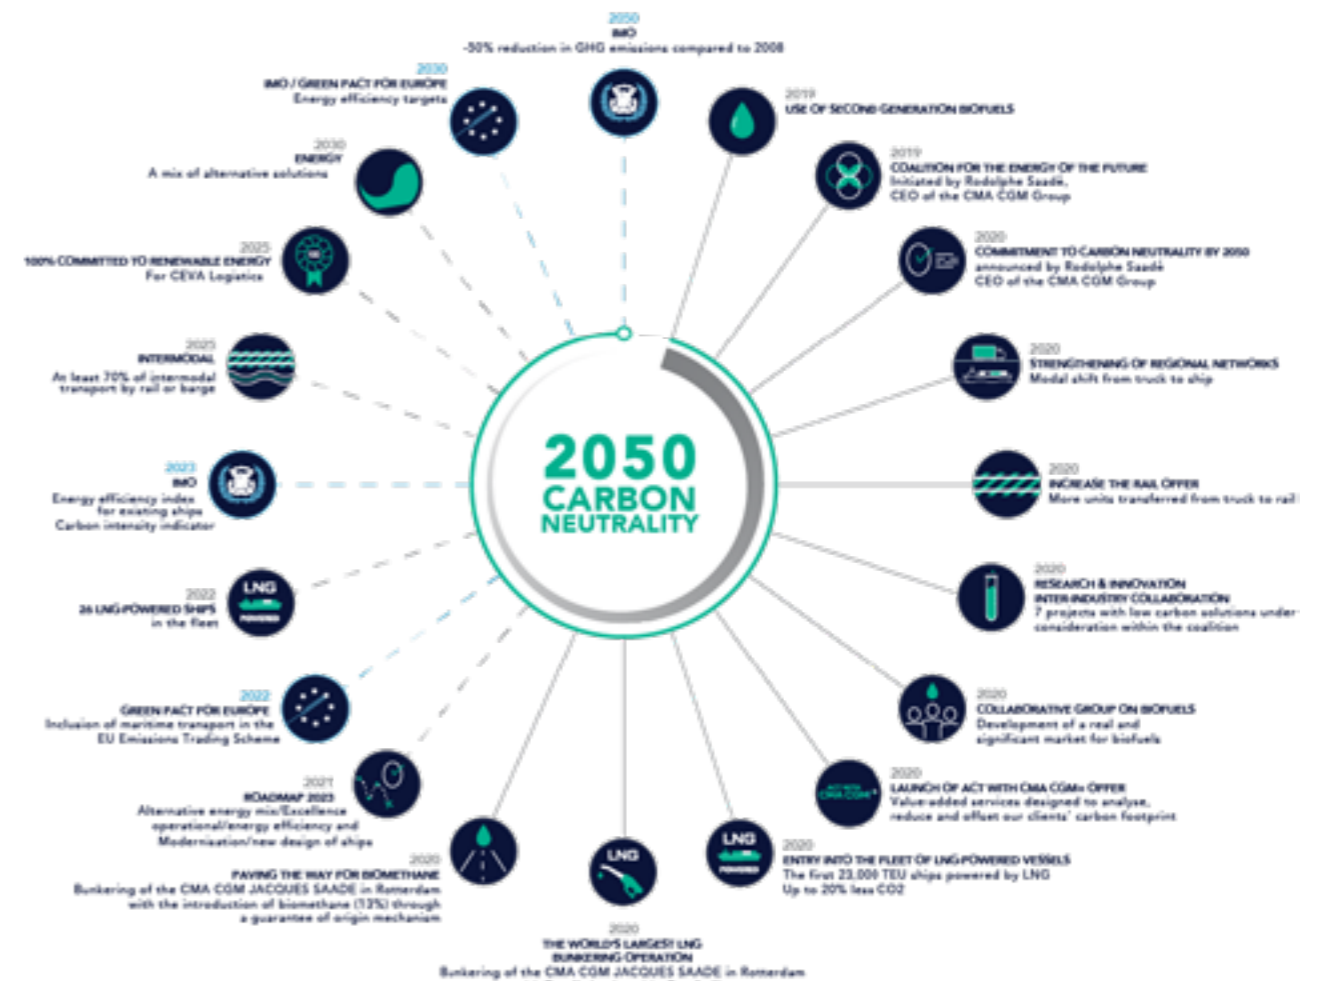 2050
IMO
-50% reduction in GHG emissions compared to 2008
2019
USE OF SECOND GENERATION BIOFUELS
2019
COALITION FOR THE ENERGY OF THE FUTURE
Initiated by Rodolphe Saadé,
CEO of the CMA CGM Group
2020
COMMITMENT TO CARBON NEUTRALITY BY 2050
announced by Rodolphe Saadé
CEO of the CMA CGM Group
2020
STRENGTHENING OF REGIONAL NETWORKS
Modal shift from truck to ship
2020
INCREASE THE RAIL OFFER
More units transferred from truck to rail
2020
RESEARCH & INNOVATION
INTER-INDUSTRY COLLABORATION
7 projects with low carbon solutions under
consideration within the coalition
2020
COLLABORATIVE GROUP ON BIOFUELS
Development of a real and
significant market for biofuels
2020
LAUNCH OF ACT WITH CMA CGM+ OFFER
Value-added services designed to analyse,
reduce and offset our clients' carbon footprint
ACT WITH
CMA CGM+
2020
ENTRY INTO THE FLEET OF LNG-POWERED VESSELS
The first 23,000 TEU ships powered by LNG
Up to 20% less CO2
LNG
POWERED
LNG
2020
THE WORLD'S LARGEST LNG
BUNKERING OPERATION
Bunkering of the CMA CGM JACQUES SAADE in Rotterdam
2020
PAVING THE WAY FOR BIOMETHANE
Bunkering of the CMA CGM JACQUES SAADE in Rotterdam
with the introduction of biomethane (13%) through
a guarantee of origin mechanism
2021
ROADMAP 2023
Alternative energy mix/Excellence
operational/energy efficiency and
Modernisation/new design of ships
2022
GREEN PACT FOR EUROPE
Inclusion of maritime transport in the
EU Emissions Trading Scheme
2022
26 LNG-POWERED SHIPS
in the fleet
LNG
POWERED
2023
IMO
Energy efficiency index
for existing ships
Carbon intensity indicator
2025
INTERMODAL
At least 70% of intermodal
transport by rail or barge
2025
100% COMMITTED TO RENEWABLE ENERGY
For CEVA Logistics
2030
ENERGY
A mix of alternative solutions
2030
IMO / GREEN PACT FOR EUROPE
Energy efficiency targets
2050
CARBON
NEUTRALITY